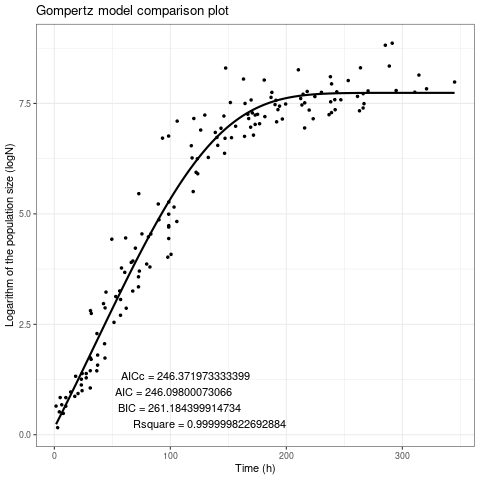 Gompertz model comparison plot
Logarithm of the population size (logN)
7.5
5.0
2.5
0.0
AICc = 246.371973333399
AIC = 246.09800073066
BIC = 261.184399914734
Rsquare = 0.999999822692884
0 100 200 300
Time (h)